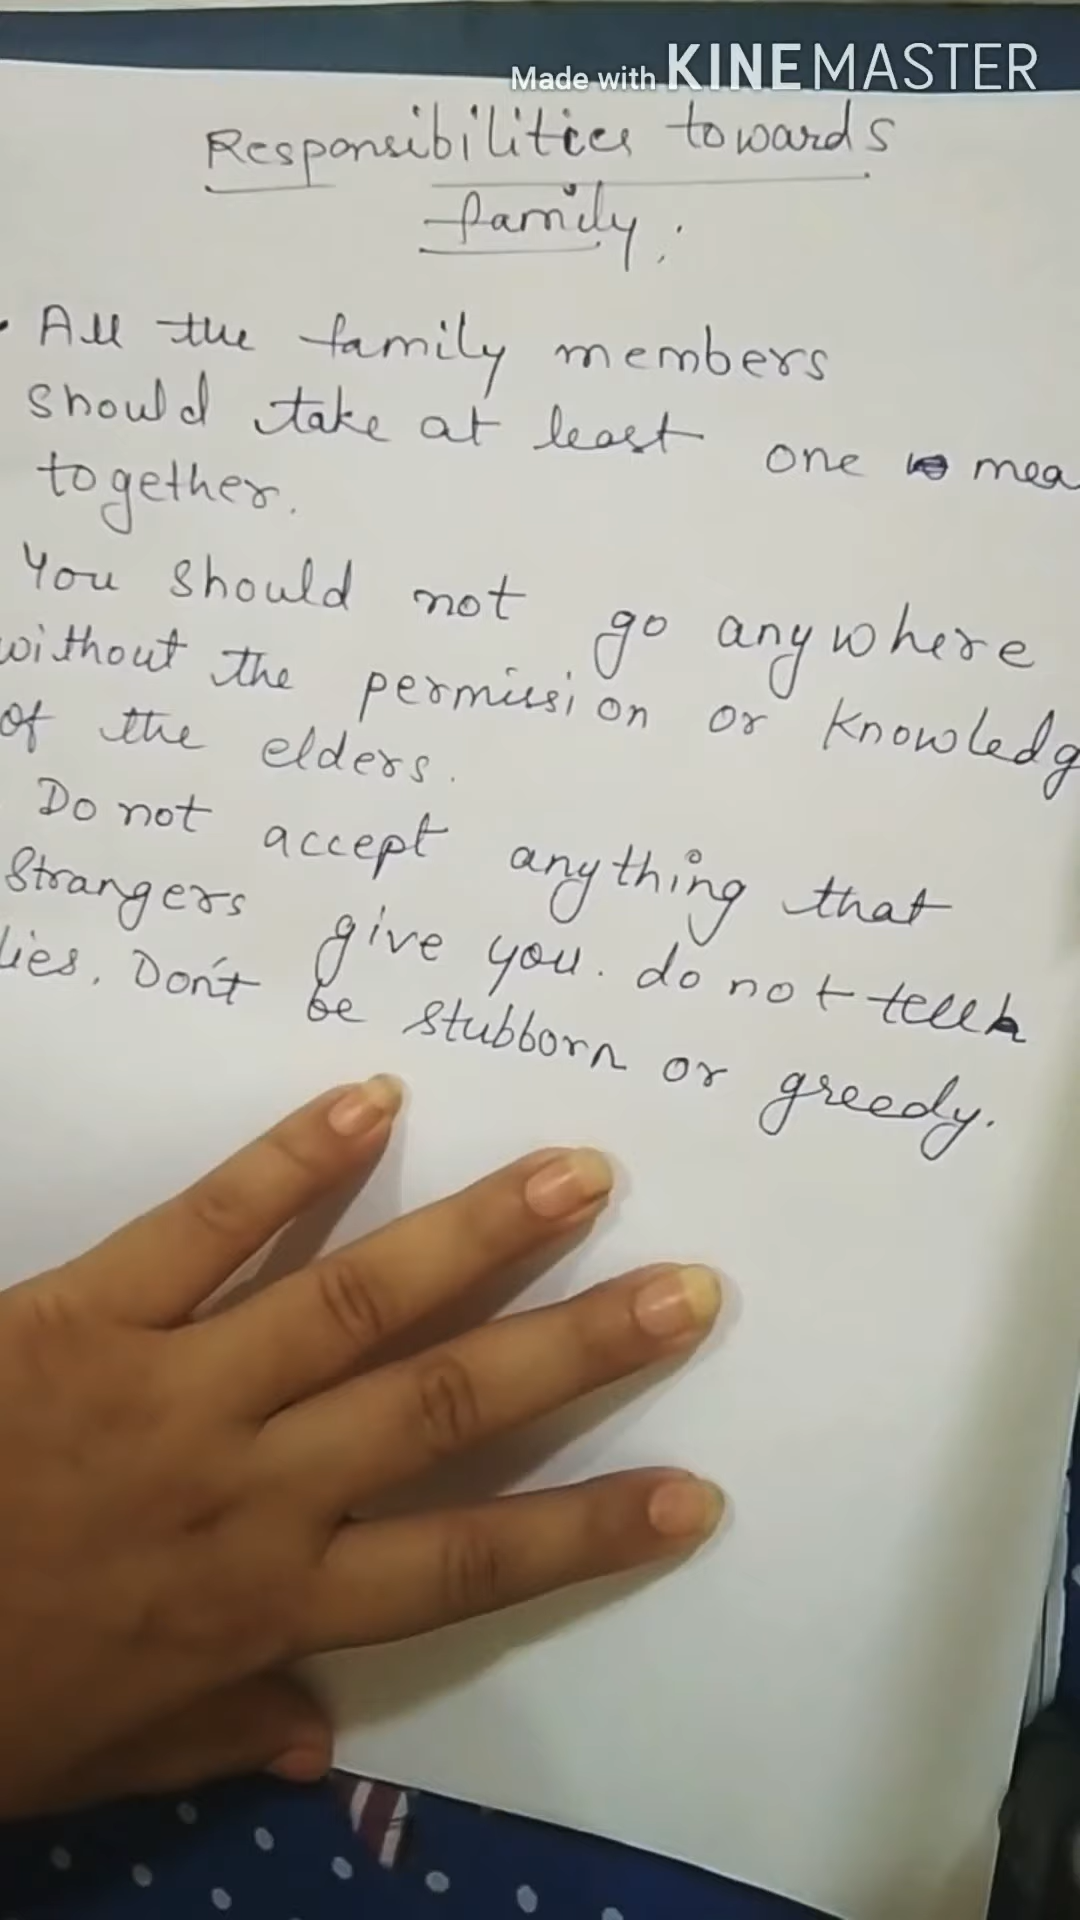 Made with KINEMASTER
Responsibilities towards
family:
• All the family members
should take at least one mea
together.
You should not go anywhere
without the permission or knowledg
of the elders.
Do not accept anything that
strangers give you. do not tell
lies. Don't be stubborn or greedy.